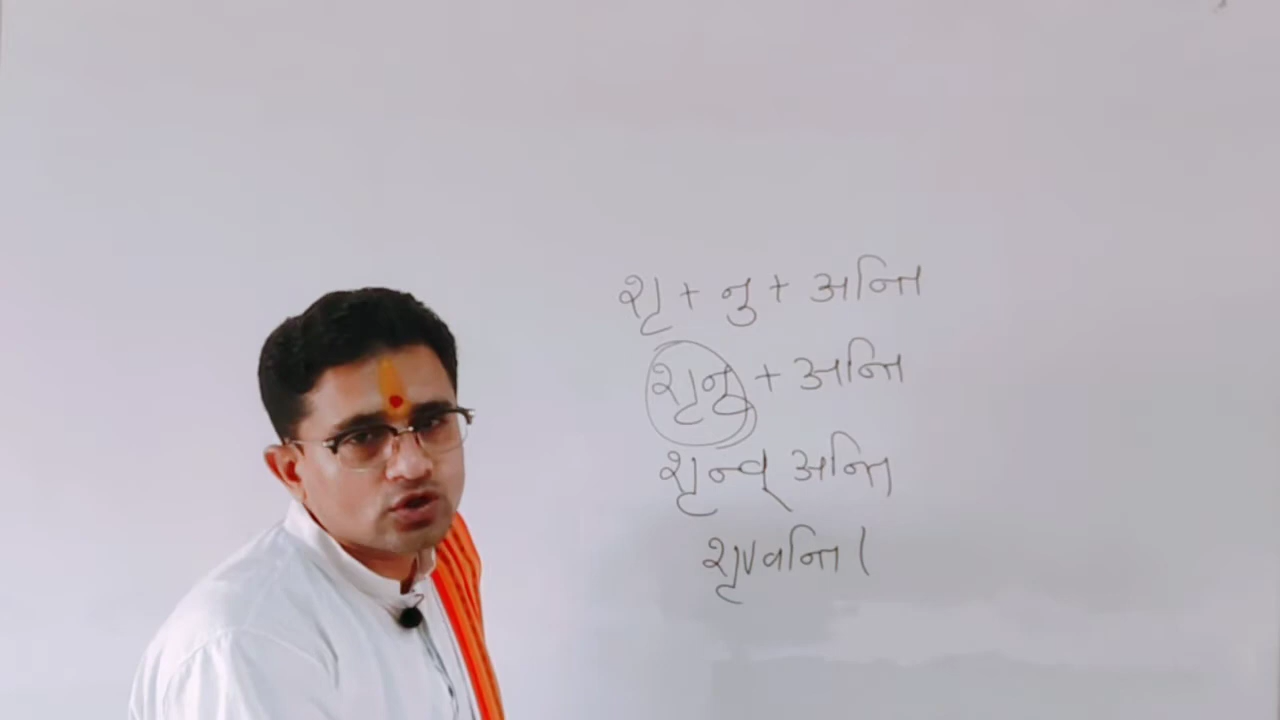 शृ + नु + अन्ति
शृनु + अन्ति
शृन्व् अन्ति
शृण्वन्ति।